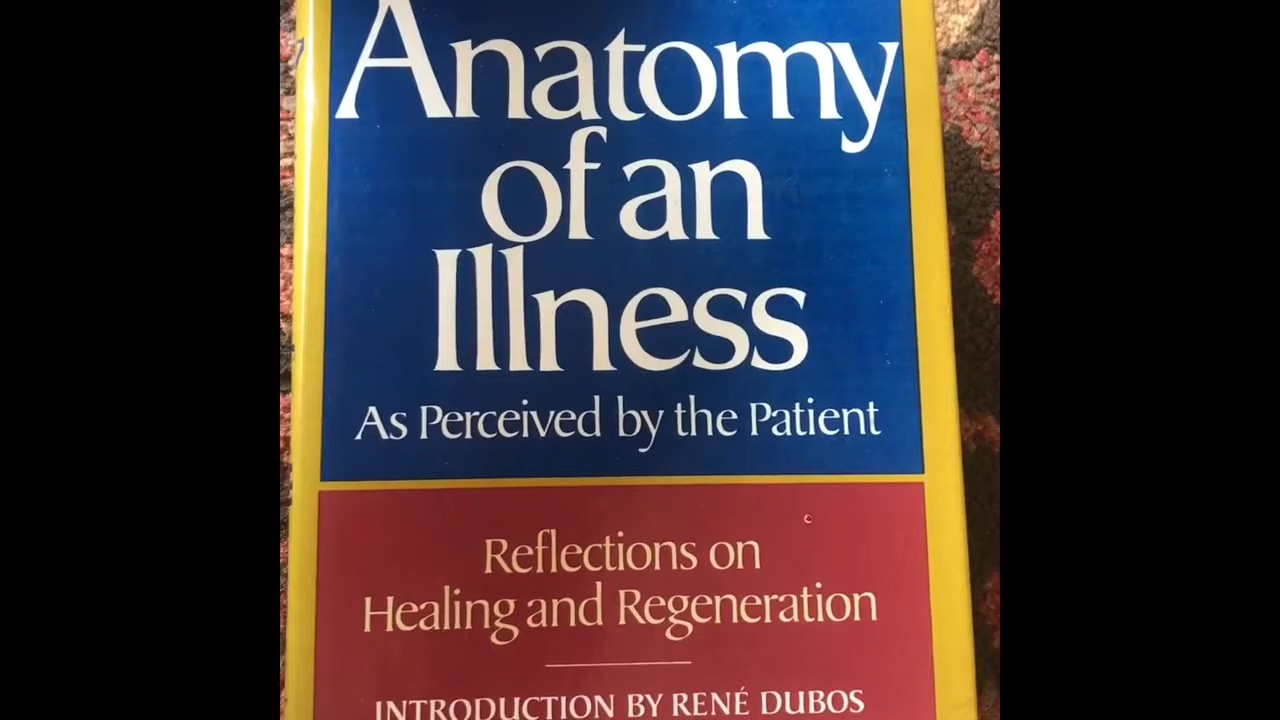 Anatomy
of an
Illness
As Perceived by the Patient
Reflections on
Healing and Regeneration
INTRODUCTION BY RENÉ DUBOS